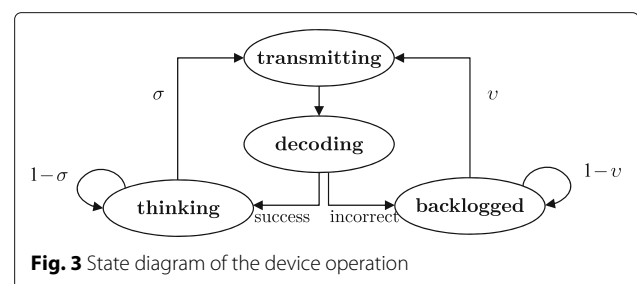 transmitting
σ
υ
decoding
1−σ
1−υ
thinking
success
incorrect
backlogged
Fig. 3 State diagram of the device operation